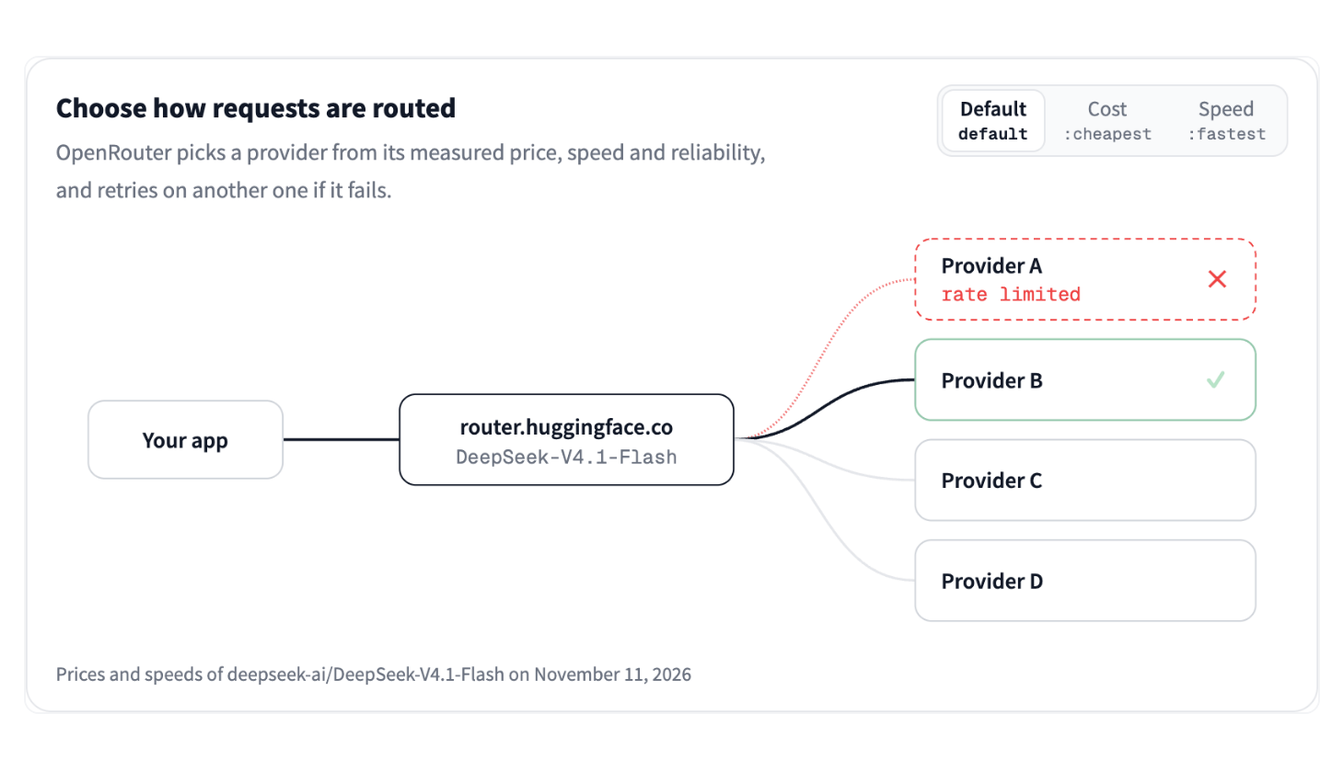 Choose how requests are routed
OpenRouter picks a provider from its measured price, speed and reliability,
and retries on another one if it fails.
Default
default
Cost
:cheapest
Speed
:fastest
Your app
router.huggingface.co
DeepSeek-V4.1-Flash
Provider A
rate limited
Provider B
Provider C
Provider D
Prices and speeds of deepseek-ai/DeepSeek-V4.1-Flash on November 11, 2026